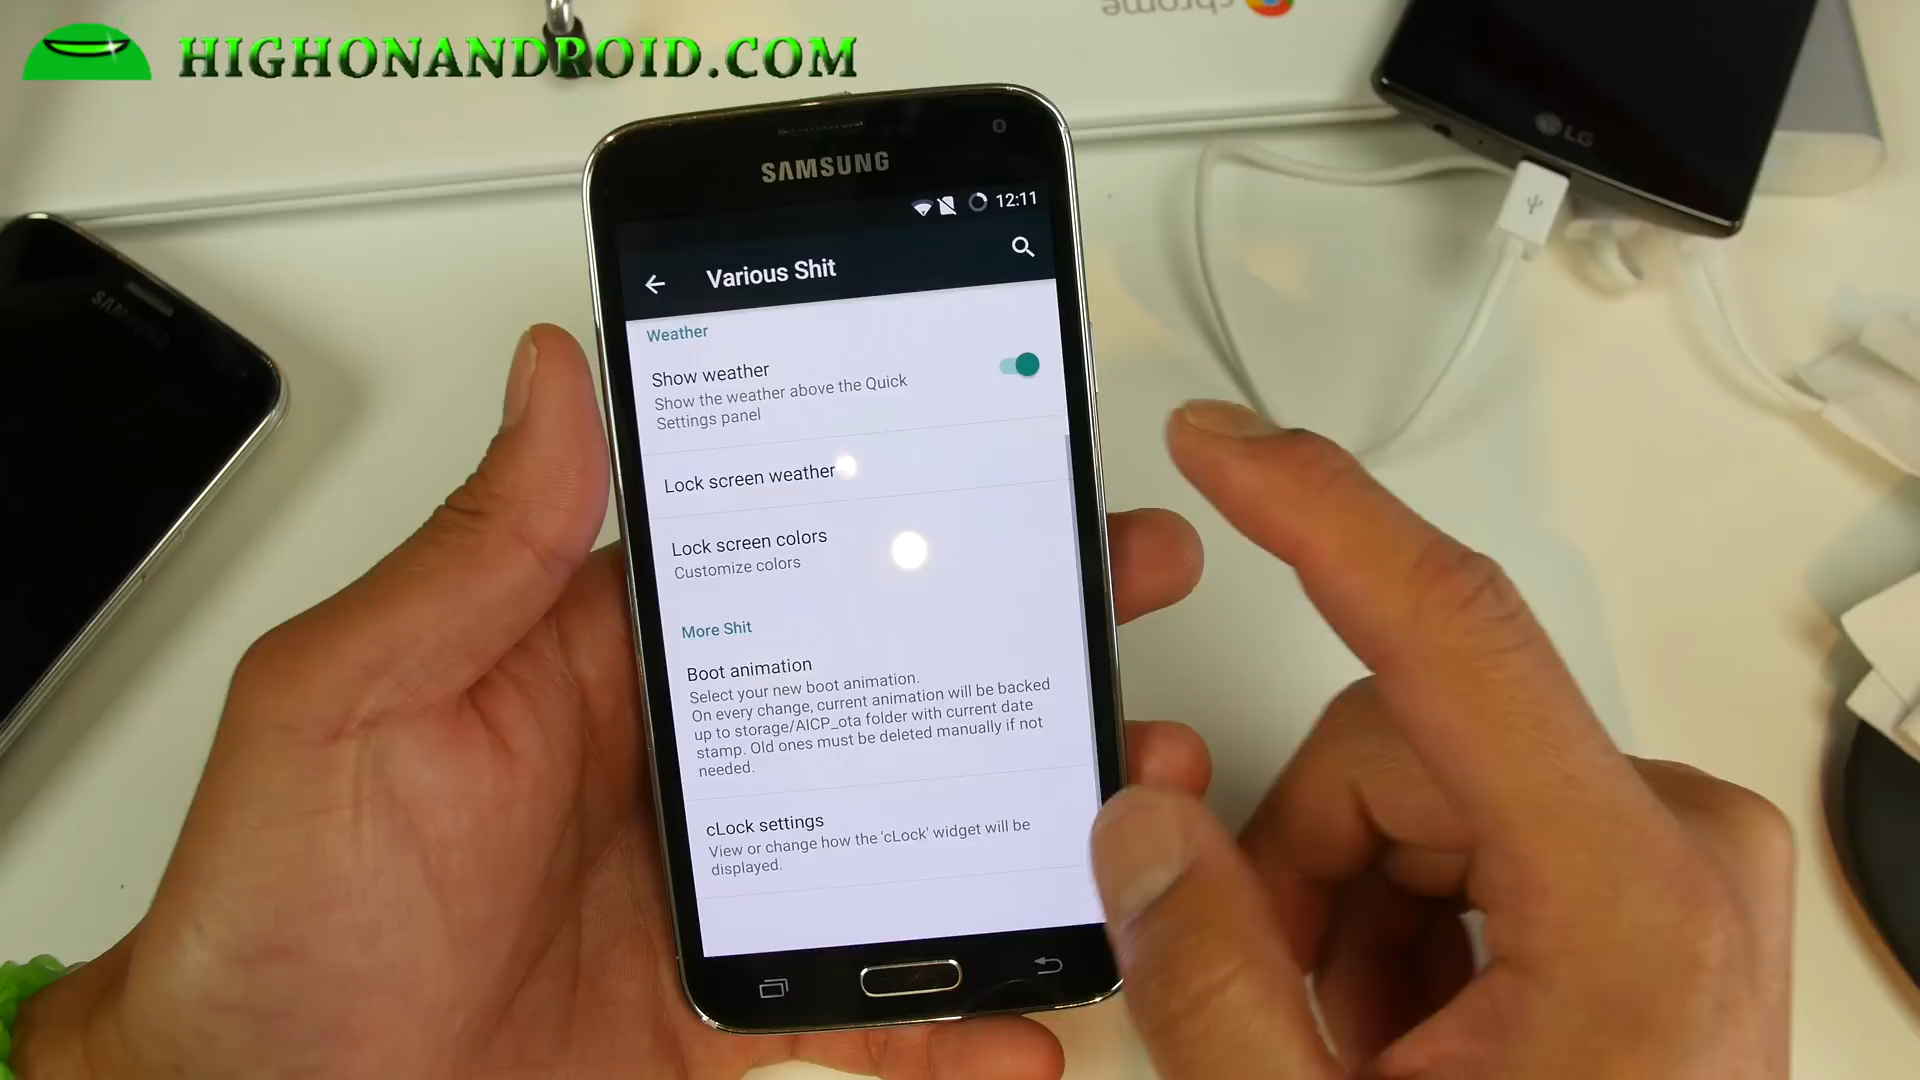 HIGHONANDROID.COM
chrome
LG
SAMSUNG
12:11
Various Shit
SAMSUNG
Weather
Show weather
Show the weather above the Quick
Settings panel
Lock screen weather
Lock screen colors
Customize colors
More Shit
Boot animation
Select your new boot animation.
On every change, current animation will be backed
up to storage/AICP_ota folder with current date
stamp. Old ones must be deleted manually if not
needed.
cLock settings
View or change how the 'cLock' widget will be
displayed.